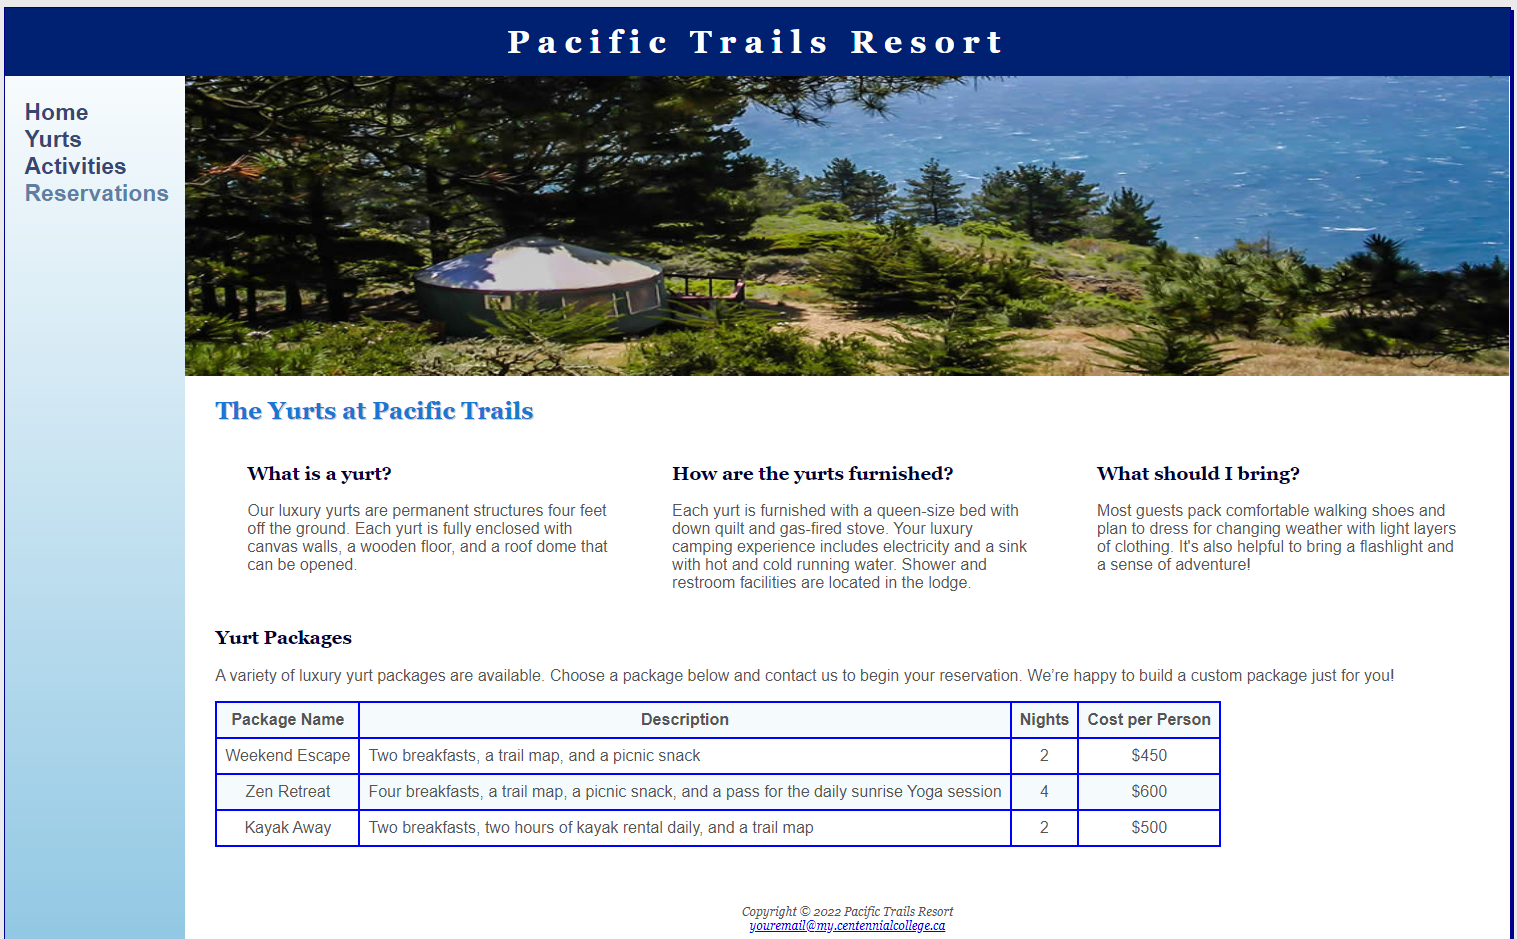 Pacific Trails Resort
Home
Yurts
Activities
Reservations
The Yurts at Pacific Trails
What is a yurt?
Our luxury yurts are permanent structures four feet
off the ground. Each yurt is fully enclosed with
canvas walls, a wooden floor, and a roof dome that
can be opened.
How are the yurts furnished?
Each yurt is furnished with a queen-size bed with
down quilt and gas-fired stove. Your luxury
camping experience includes electricity and a sink
with hot and cold running water. Shower and
restroom facilities are located in the lodge.
What should I bring?
Most guests pack comfortable walking shoes and
plan to dress for changing weather with light layers
of clothing. It's also helpful to bring a flashlight and
a sense of adventure!
Yurt Packages
A variety of luxury yurt packages are available. Choose a package below and contact us to begin your reservation. We’re happy to build a custom package just for you!
Package Name Description Nights Cost per Person
Weekend Escape Two breakfasts, a trail map, and a picnic snack 2 $450
Zen Retreat Four breakfasts, a trail map, a picnic snack, and a pass for the daily sunrise Yoga session 4 $600
Kayak Away Two breakfasts, two hours of kayak rental daily, and a trail map 2 $500
Copyright © 2022 Pacific Trails Resort
youremail@my.centennialcollege.ca